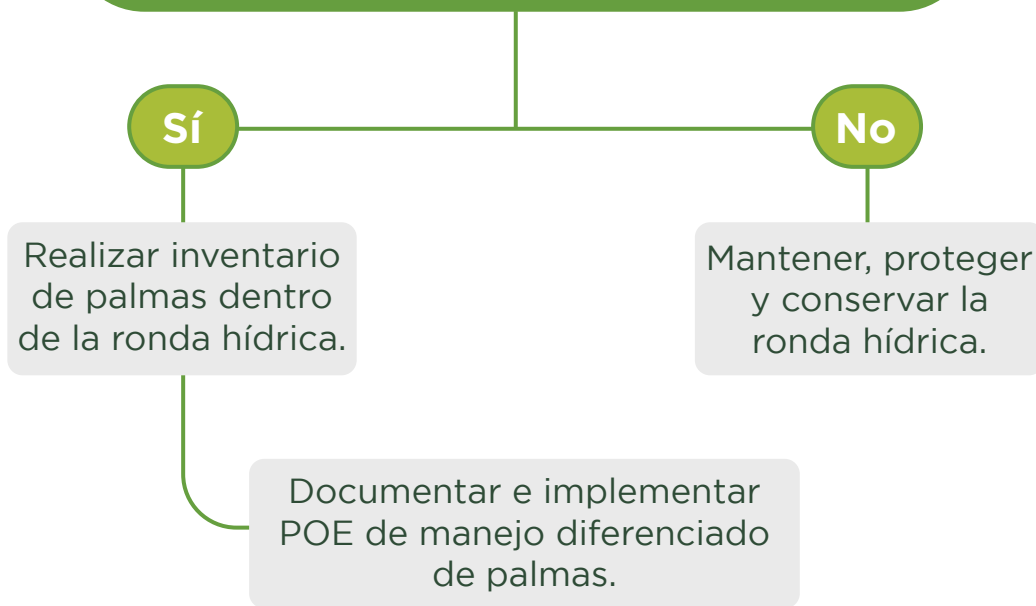 Sí
No
Realizar inventario
de palmas dentro
de la ronda hídrica.
Mantener, proteger
y conservar la
ronda hídrica.
Documentar e implementar
POE de manejo diferenciado
de palmas.